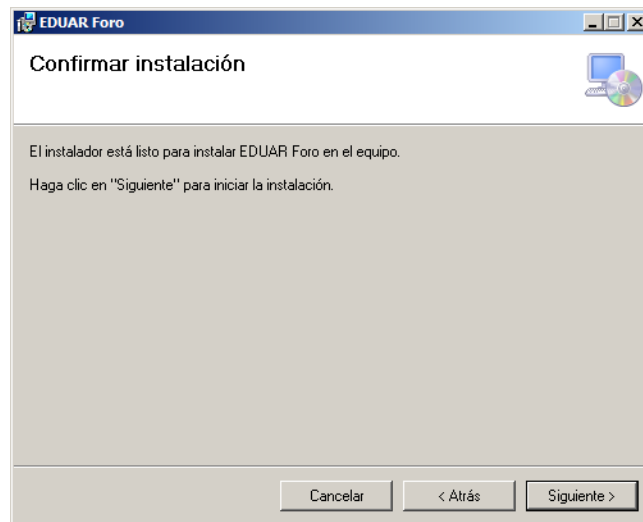 EDUAR Foro
Confirmar instalación
El instalador está listo para instalar EDUAR Foro en el equipo.
Haga clic en "Siguiente" para iniciar la instalación.
Cancelar
< Atrás
Siguiente >